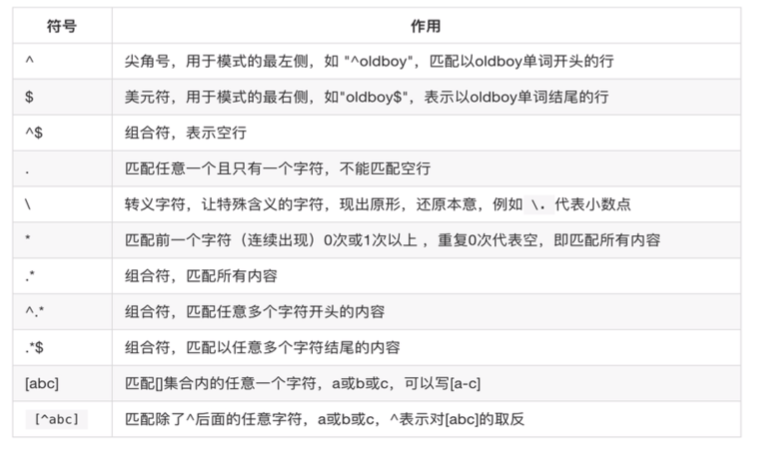 符号 作用
^ 尖角号，用于模式的最左侧，如 "^oldboy"，匹配以oldboy单词开头的行
$ 美元符，用于模式的最右侧，如"oldboy$"，表示以oldboy单词结尾的行
^$ 组合符，表示空行
. 匹配任意一个且只有一个字符，不能匹配空行
\ 转义字符，让特殊含义的字符，现出原形，还原本意，例如 \. 代表小数点
* 匹配前一个字符（连续出现）0次或1次以上 ，重复0次代表空，即匹配所有内容
.* 组合符，匹配所有内容
^.* 组合符，匹配任意多个字符开头的内容
.*$ 组合符，匹配以任意多个字符结尾的内容
[abc] 匹配[]集合内的任意一个字符，a或b或c，可以写[a-c]
[^abc] 匹配除了^后面的任意字符，a或b或c，^表示对[abc]的取反